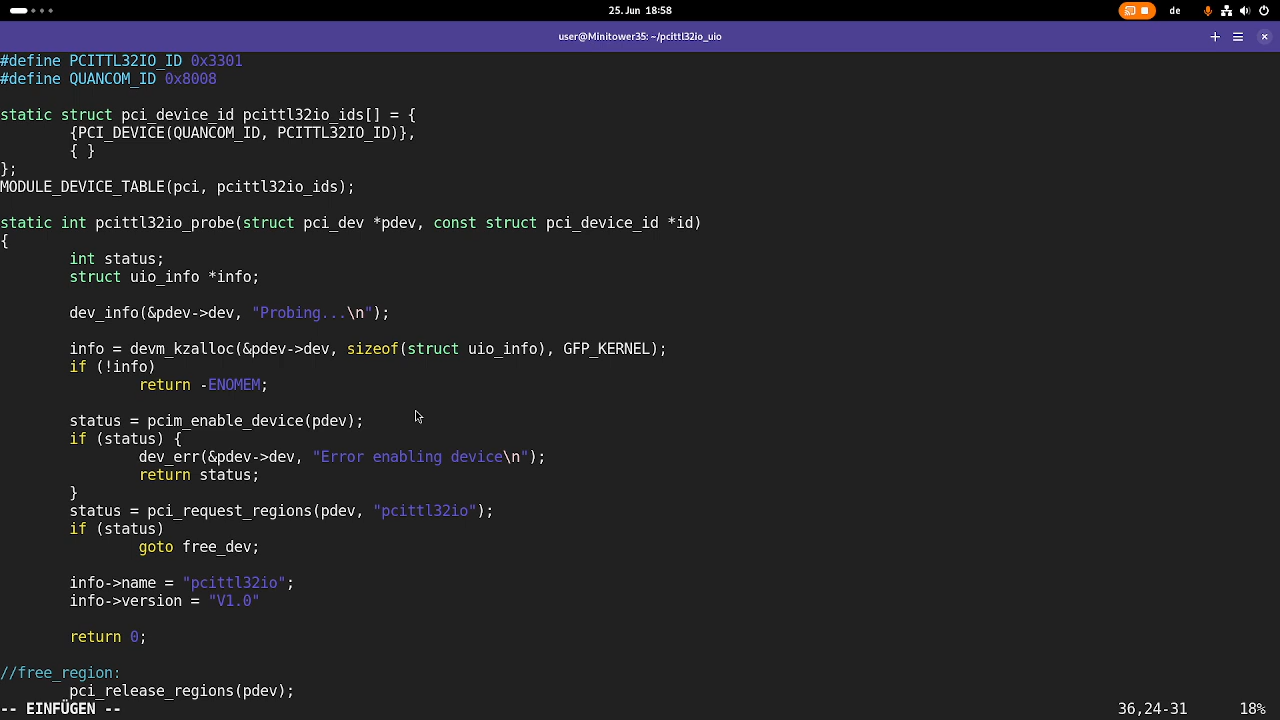 25. Jun 18:58
de
user@Minitower35: ~/pcittl32io_uio
#define PCITTL32IO_ID 0x3301
#define QUANCOM_ID 0x8008
static struct pci_device_id pcittl32io_ids[] = {
{PCI_DEVICE(QUANCOM_ID, PCITTL32IO_ID)},
{ }
};
MODULE_DEVICE_TABLE(pci, pcittl32io_ids);
static int pcittl32io_probe(struct pci_dev *pdev, const struct pci_device_id *id)
{
int status;
struct uio_info *info;
dev_info(&pdev->dev, "Probing...\n");
info = devm_kzalloc(&pdev->dev, sizeof(struct uio_info), GFP_KERNEL);
if (!info)
return -ENOMEM;
status = pcim_enable_device(pdev);
if (status) {
dev_err(&pdev->dev, "Error enabling device\n");
return status;
}
status = pci_request_regions(pdev, "pcittl32io");
if (status)
goto free_dev;
info->name = "pcittl32io";
info->version = "V1.0"
return 0;
//free_region:
pci_release_regions(pdev);
-- EINFÜGEN -- 36,24-31 18%